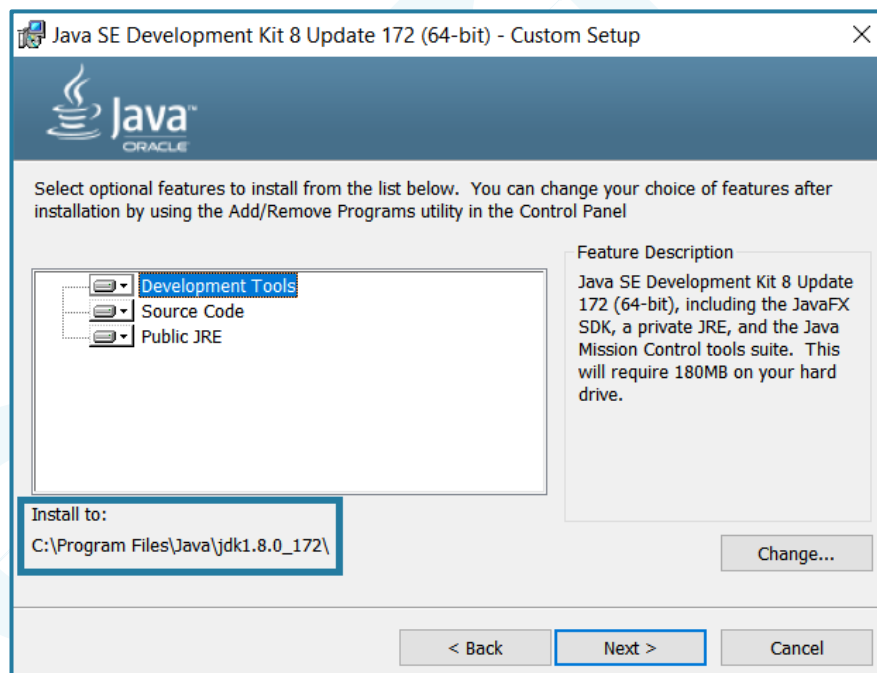 Java SE Development Kit 8 Update 172 (64-bit) - Custom Setup
Java™
ORACLE
Select optional features to install from the list below.  You can change your choice of features after
installation by using the Add/Remove Programs utility in the Control Panel
Development Tools
Source Code
Public JRE
Feature Description
Java SE Development Kit 8 Update
172 (64-bit), including the JavaFX
SDK, a private JRE, and the Java
Mission Control tools suite.  This
will require 180MB on your hard
drive.
Install to:
C:\Program Files\Java\jdk1.8.0_172\
Change...
< Back
Next >
Cancel